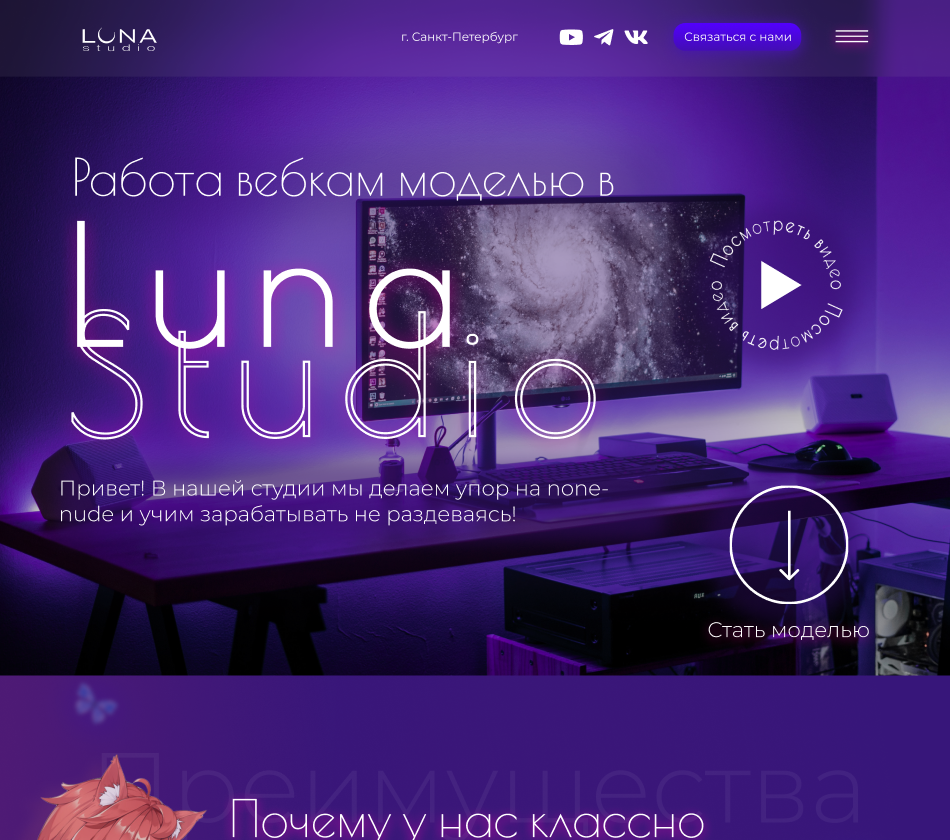 LUNA
studio
г. Санкт-Петербург
Связаться с нами
Работа вебкам моделью в
Luna
Studio
Посмотреть видео Посмотреть видео
Привет! В нашей студии мы делаем упор на none-
nude и учим зарабатывать не раздеваясь!
Стать моделью
Преимущества
Почему у нас классно